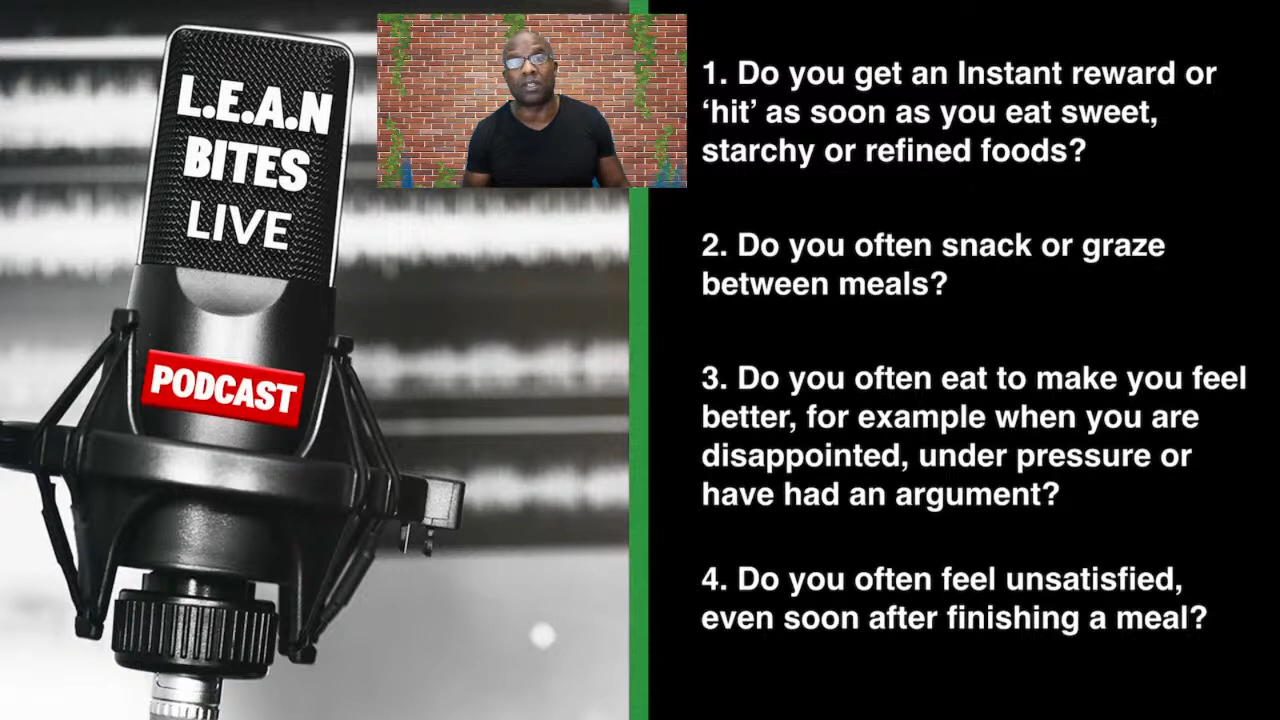 L.E.A.N
BITES
LIVE
PODCAST
1. Do you get an Instant reward or
‘hit’ as soon as you eat sweet,
starchy or refined foods?
2. Do you often snack or graze
between meals?
3. Do you often eat to make you feel
better, for example when you are
disappointed, under pressure or
have had an argument?
4. Do you often feel unsatisfied,
even soon after finishing a meal?